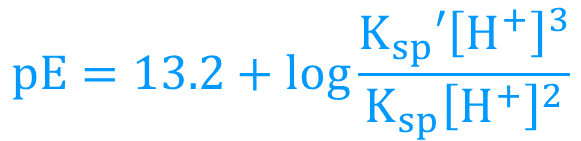 pE = 13.2 + log Kₛₚ′[H⁺]³ / Kₛₚ[H⁺]²